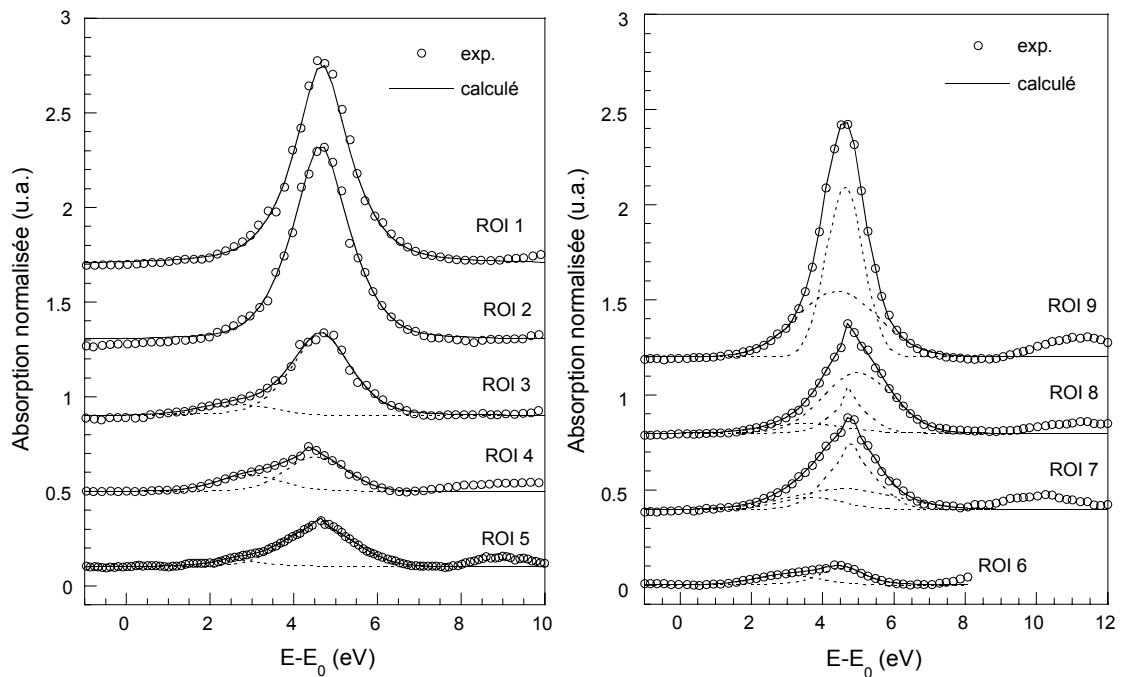 3
2.5
2
1.5
1
0.5
0
Absorption normalisée (u.a.)
exp.
calculé
ROI 1
ROI 2
ROI 3
ROI 4
ROI 5
0 2 4 6 8 10
E-E0 (eV)
3
2.5
2
1.5
1
0.5
0
Absorption normalisée (u.a.)
exp.
calculé
ROI 9
ROI 8
ROI 7
ROI 6
0 2 4 6 8 10 12
E-E0 (eV)